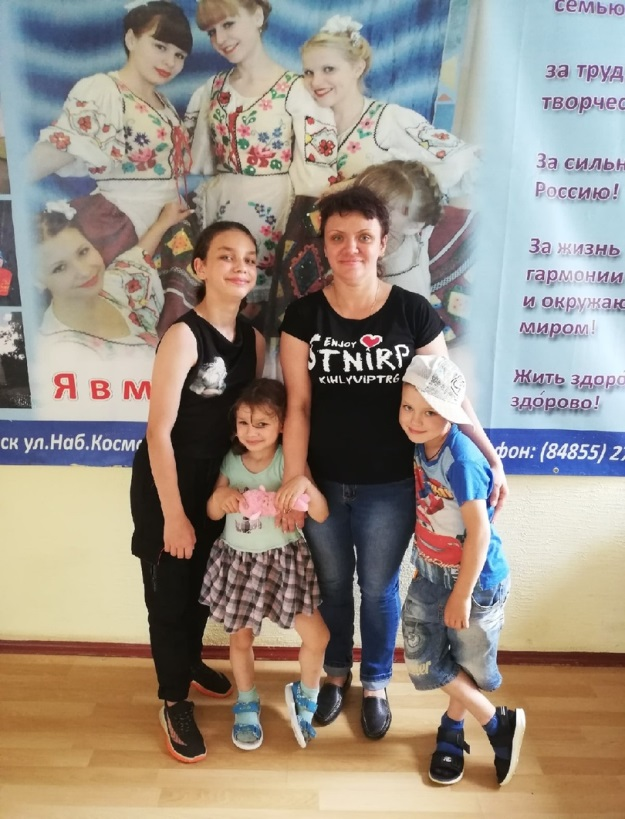 семью
за труд
творчес
За сильн
Россию!
За жизнь
гармонии
и окружаю
миром!
Жить здоро
здо́рово!
Я в м
ск ул.Наб.Космо
фон: (84855) 2
ENJOY
STNIRP
KIHLYVIPTRG